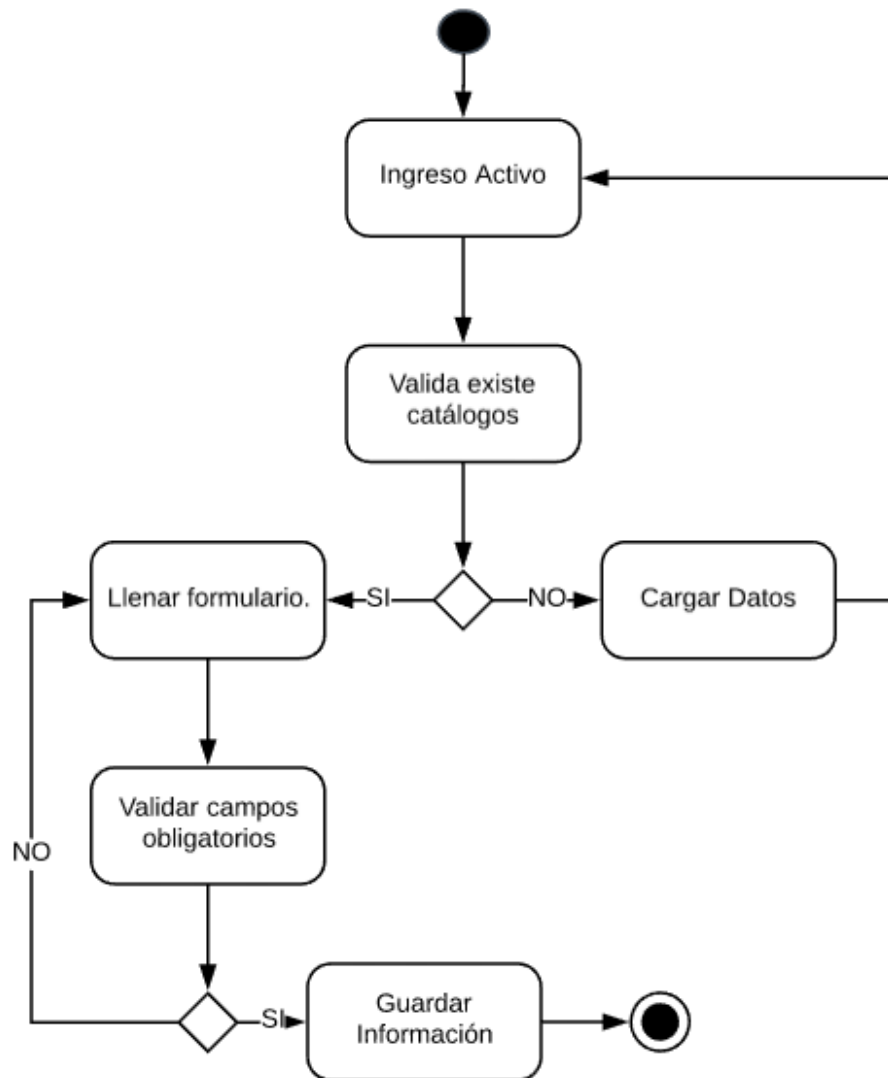 Ingreso Activo
Valida existe
catálogos
Llenar formulario.
SI
NO
Cargar Datos
Validar campos
obligatorios
NO
SI
Guardar
Información